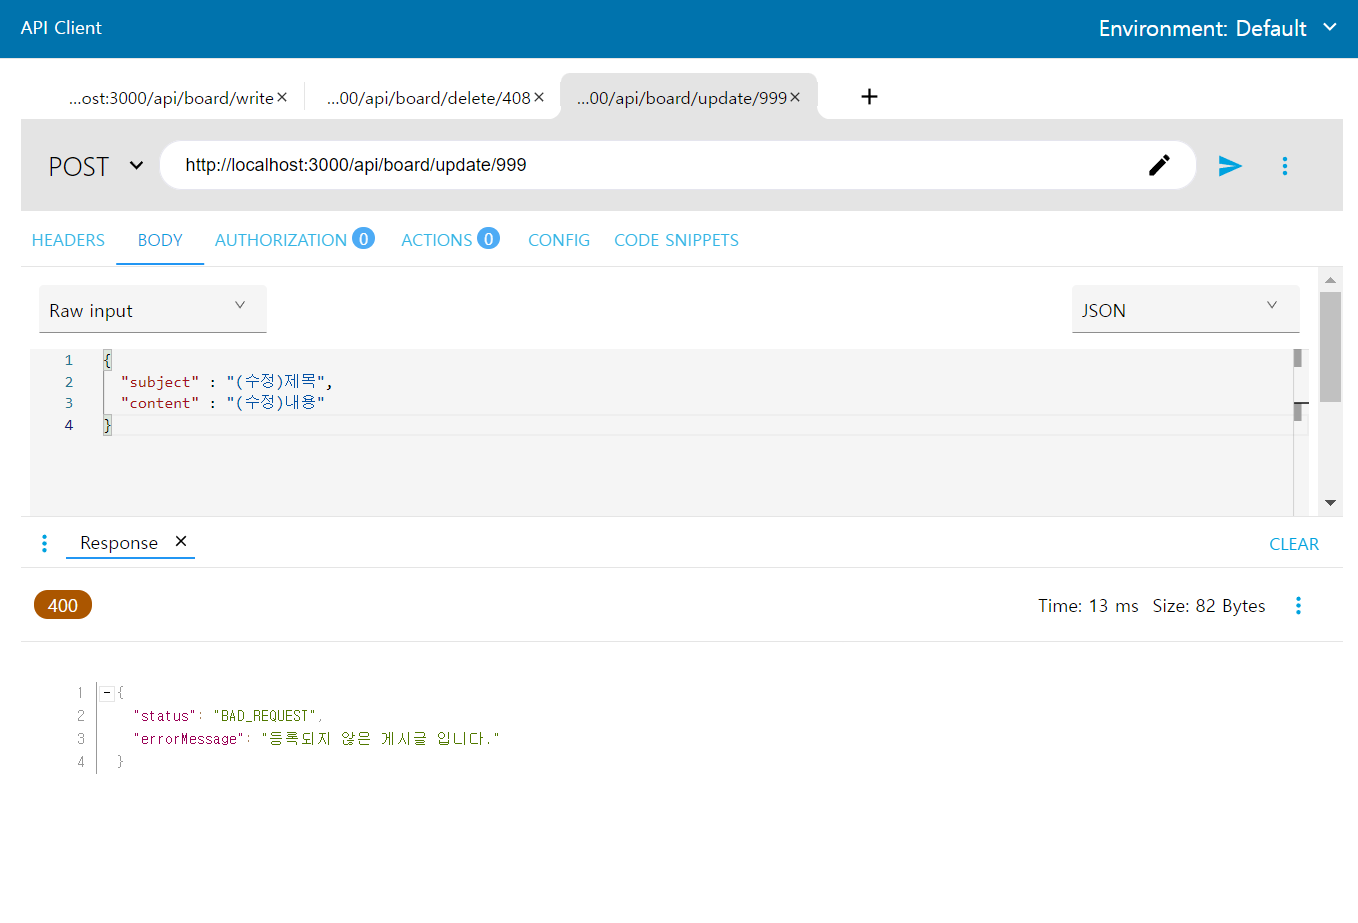 API Client
Environment: Default
...ost:3000/api/board/write
...00/api/board/delete/408
...00/api/board/update/999
POST
http://localhost:3000/api/board/update/999
HEADERS
BODY
AUTHORIZATION 0
ACTIONS 0
CONFIG
CODE SNIPPETS
Raw input
JSON
1 {
2 "subject" : "(수정)제목",
3 "content" : "(수정)내용"
4 }
Response
CLEAR
400
Time: 13 ms Size: 82 Bytes
1 {
2 "status": "BAD_REQUEST",
3 "errorMessage": "등록되지 않은 게시글 입니다."
4 }